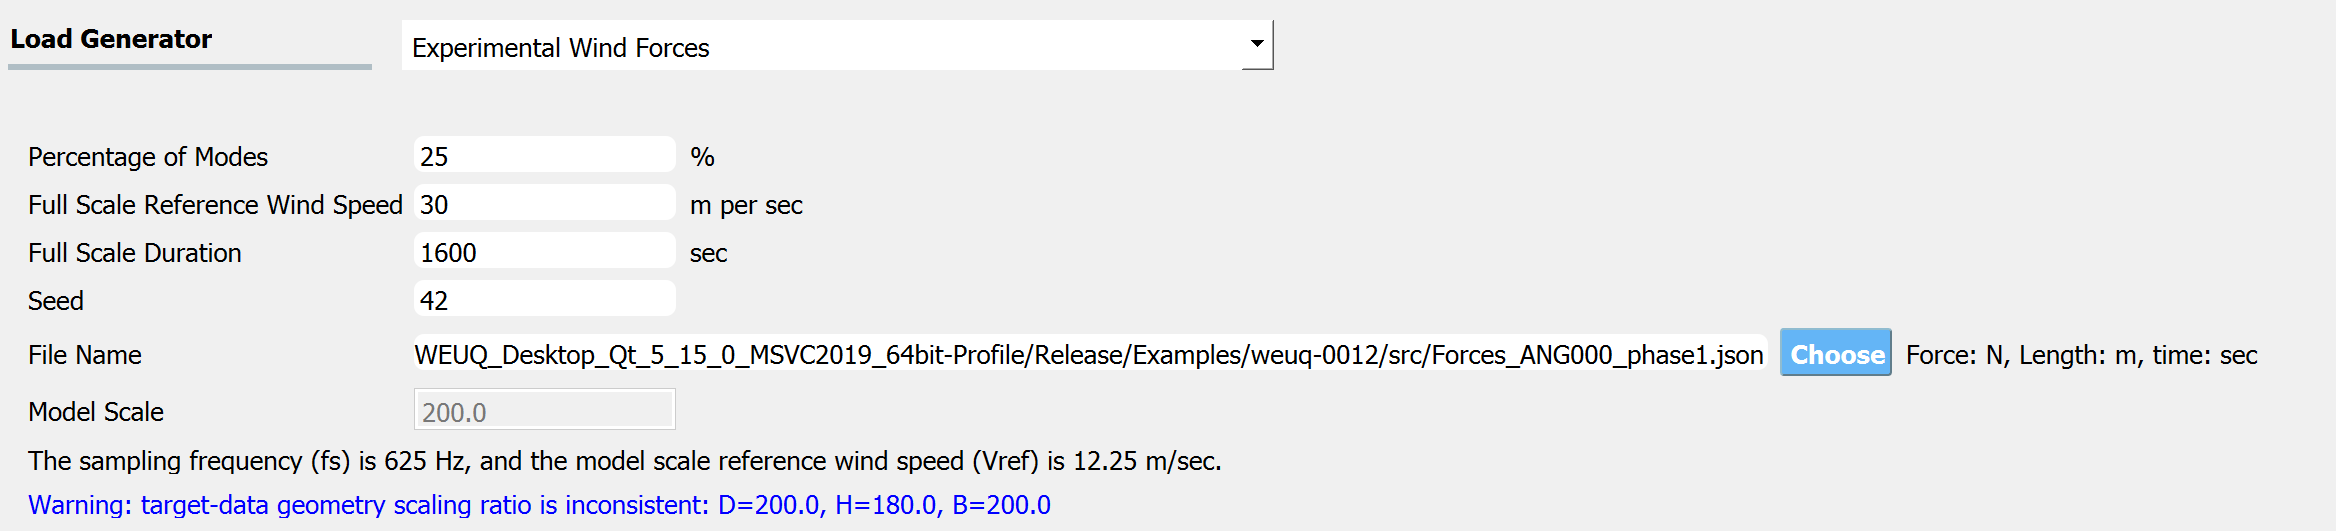 Load Generator Experimental Wind Forces
Percentage of Modes 25 %
Full Scale Reference Wind Speed 30 m per sec
Full Scale Duration 1600 sec
Seed 42
File Name WEUQ_Desktop_Qt_5_15_0_MSVC2019_64bit-Profile/Release/Examples/weuq-0012/src/Forces_ANG000_phase1.json Choose Force: N, Length: m, time: sec
Model Scale 200.0
The sampling frequency (fs) is 625 Hz, and the model scale reference wind speed (Vref) is 12.25 m/sec.
Warning: target-data geometry scaling ratio is inconsistent: D=200.0, H=180.0, B=200.0